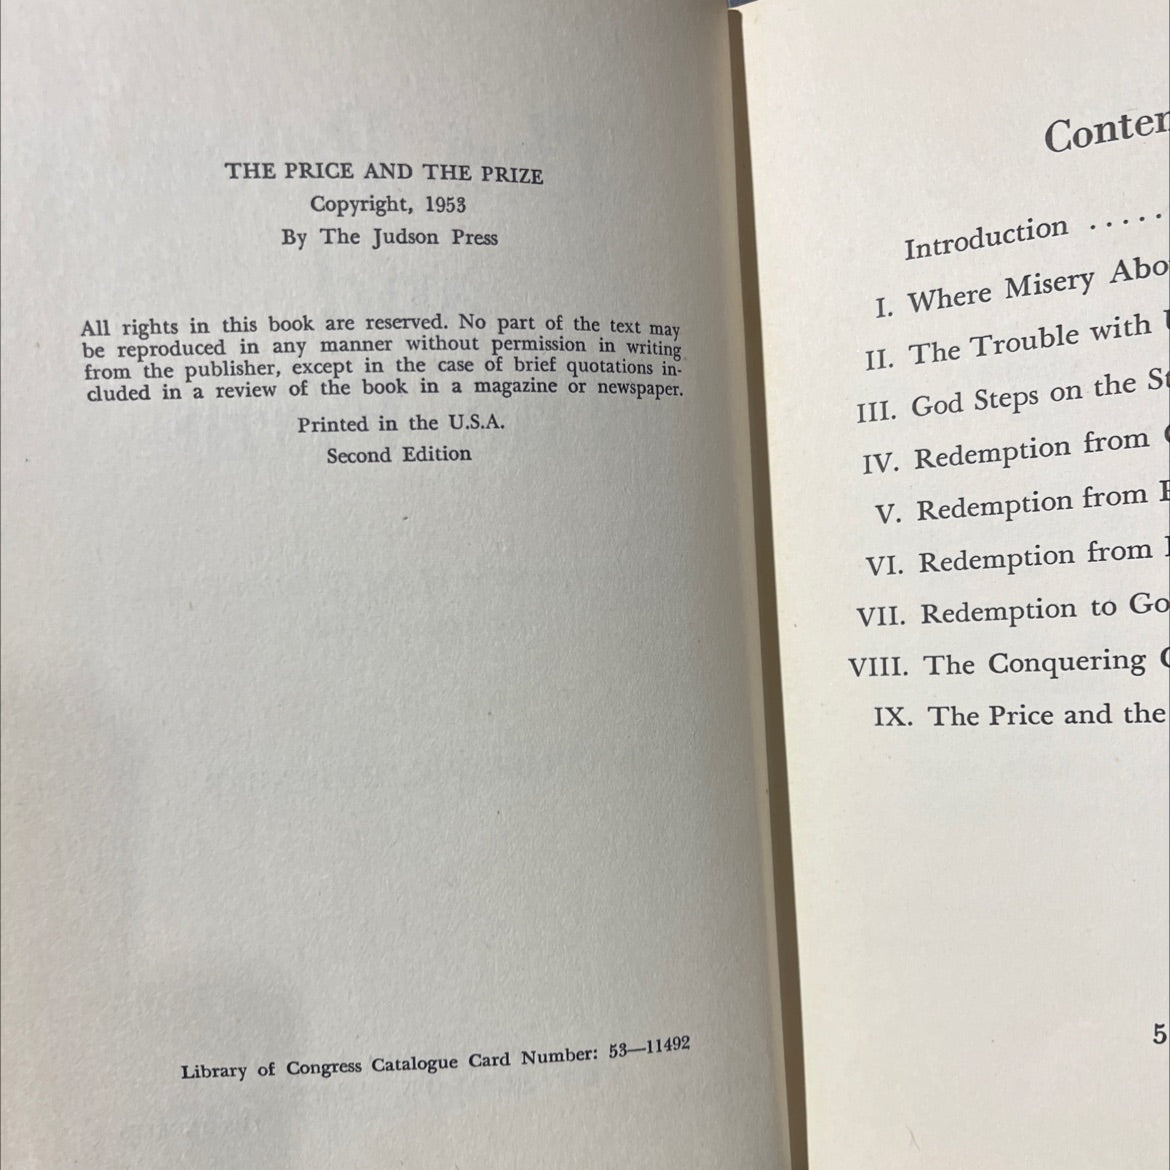 THE PRICE AND THE PRIZE
Copyright, 1953
By The Judson Press
All rights in this book are reserved. No part of the text may
be reproduced in any manner without permission in writing
from the publisher, except in the case of brief quotations in-
cluded in a review of the book in a magazine or newspaper.
Printed in the U.S.A.
Second Edition
Library of Congress Catalogue Card Number: 53—11492
Introduction .....
I. Where Misery
II. The Trouble with
III. God Steps on the
IV. Redemption from
V. Redemption from
VI. Redemption from
VII. Redemption to
VIII. The Conquering
IX. The Price and the
5